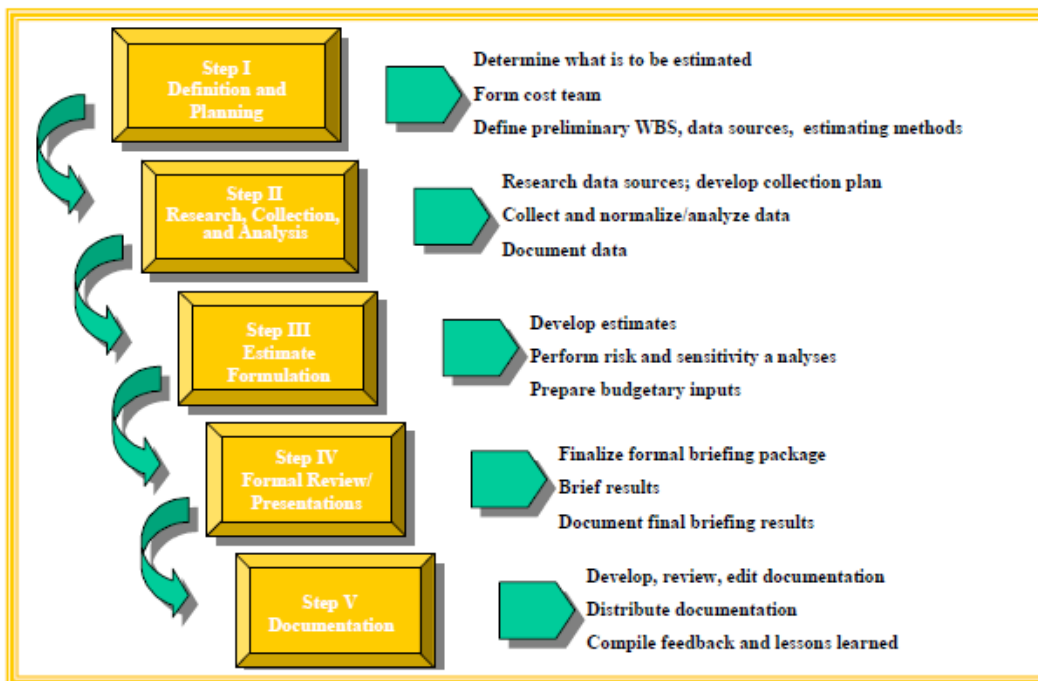 Step I
Definition and
Planning
Determine what is to be estimated
Form cost team
Define preliminary WBS, data sources, estimating methods
Step II
Research, Collection,
and Analysis
Research data sources; develop collection plan
Collect and normalize/analyze data
Document data
Step III
Estimate
Formulation
Develop estimates
Perform risk and sensitivity a nalyses
Prepare budgetary inputs
Step IV
Formal Review/
Presentations
Finalize formal briefing package
Brief results
Document final briefing results
Step V
Documentation
Develop, review, edit documentation
Distribute documentation
Compile feedback and lessons learned